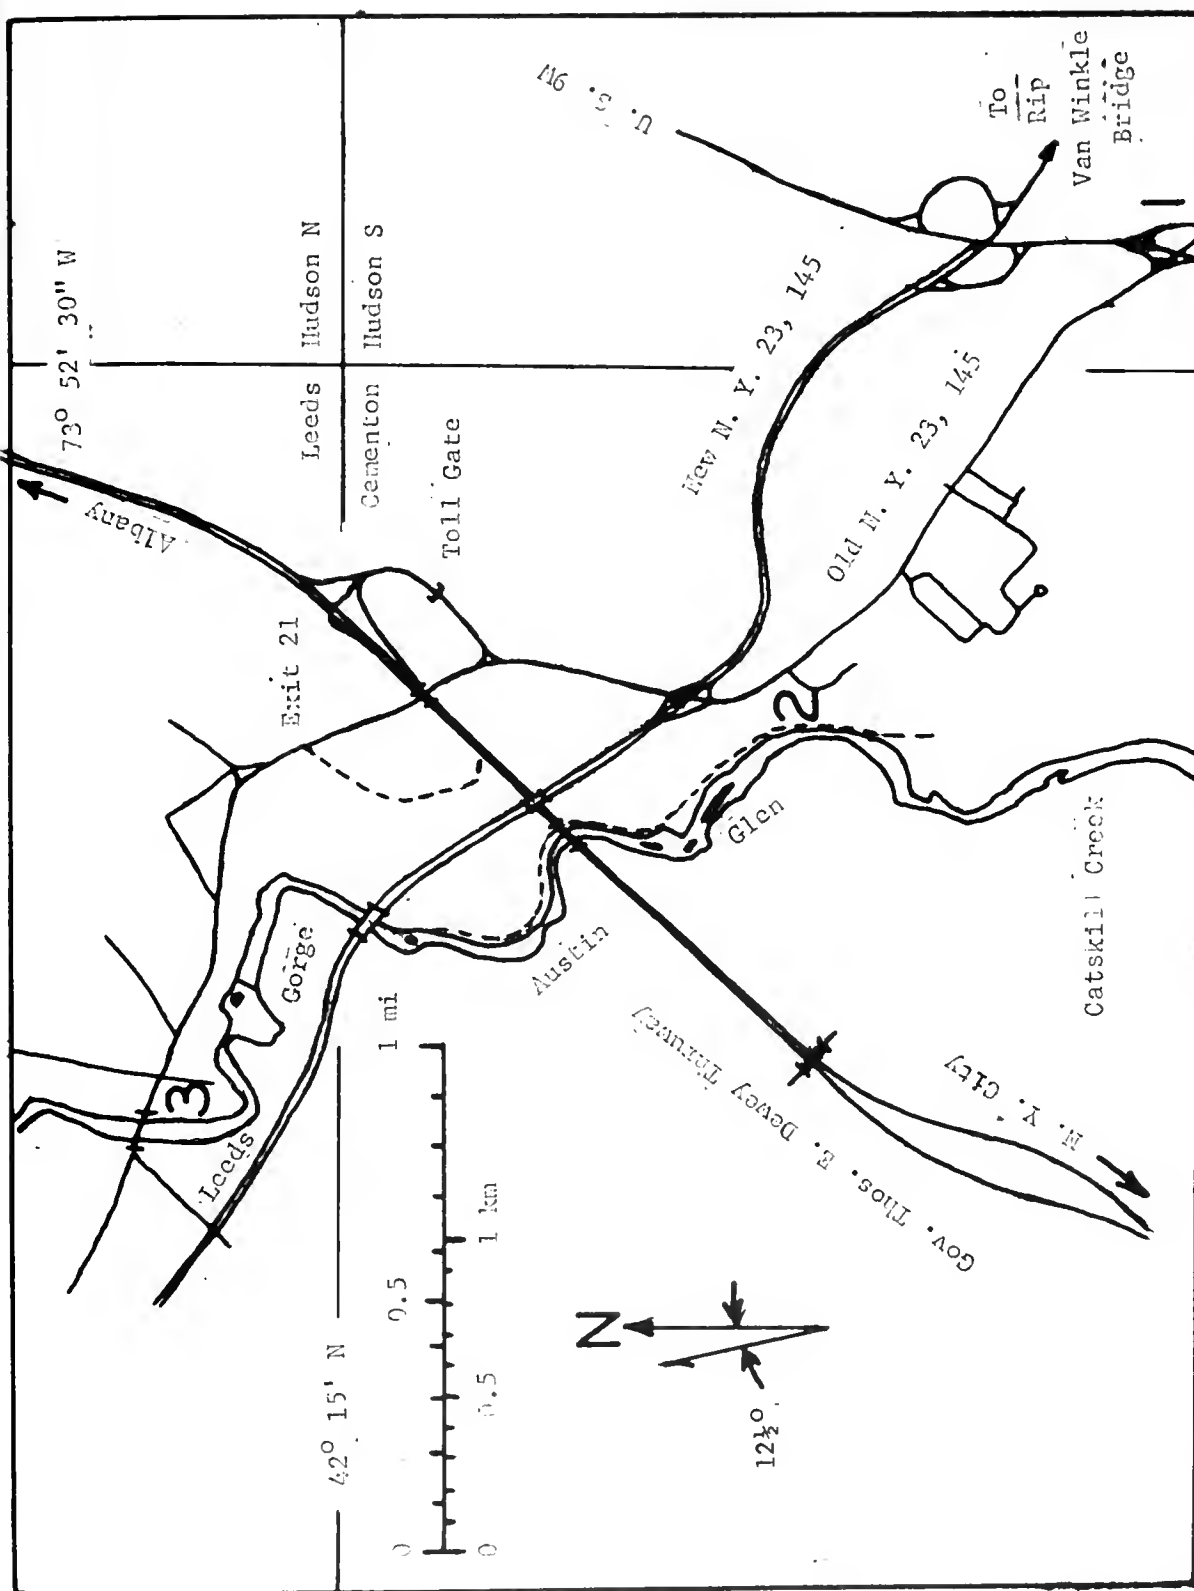 73° 52' 30" W
Albany
Leeds
Hudson N
Cementon
Hudson S
U. S. 9W
To
Rip
Van Winkle
Bridge
Exit 21
Toll Gate
New N. Y. 23, 145
Old N. Y. 23, 145
1
2
3
Gorge
Leeds
Austin
Glen
Catskill Creek
Gov. Thos. E. Dewey Thruway
N. Y. City
42° 15' N
0
0.5
1 mi
0
0.5
1 km
N
12½°